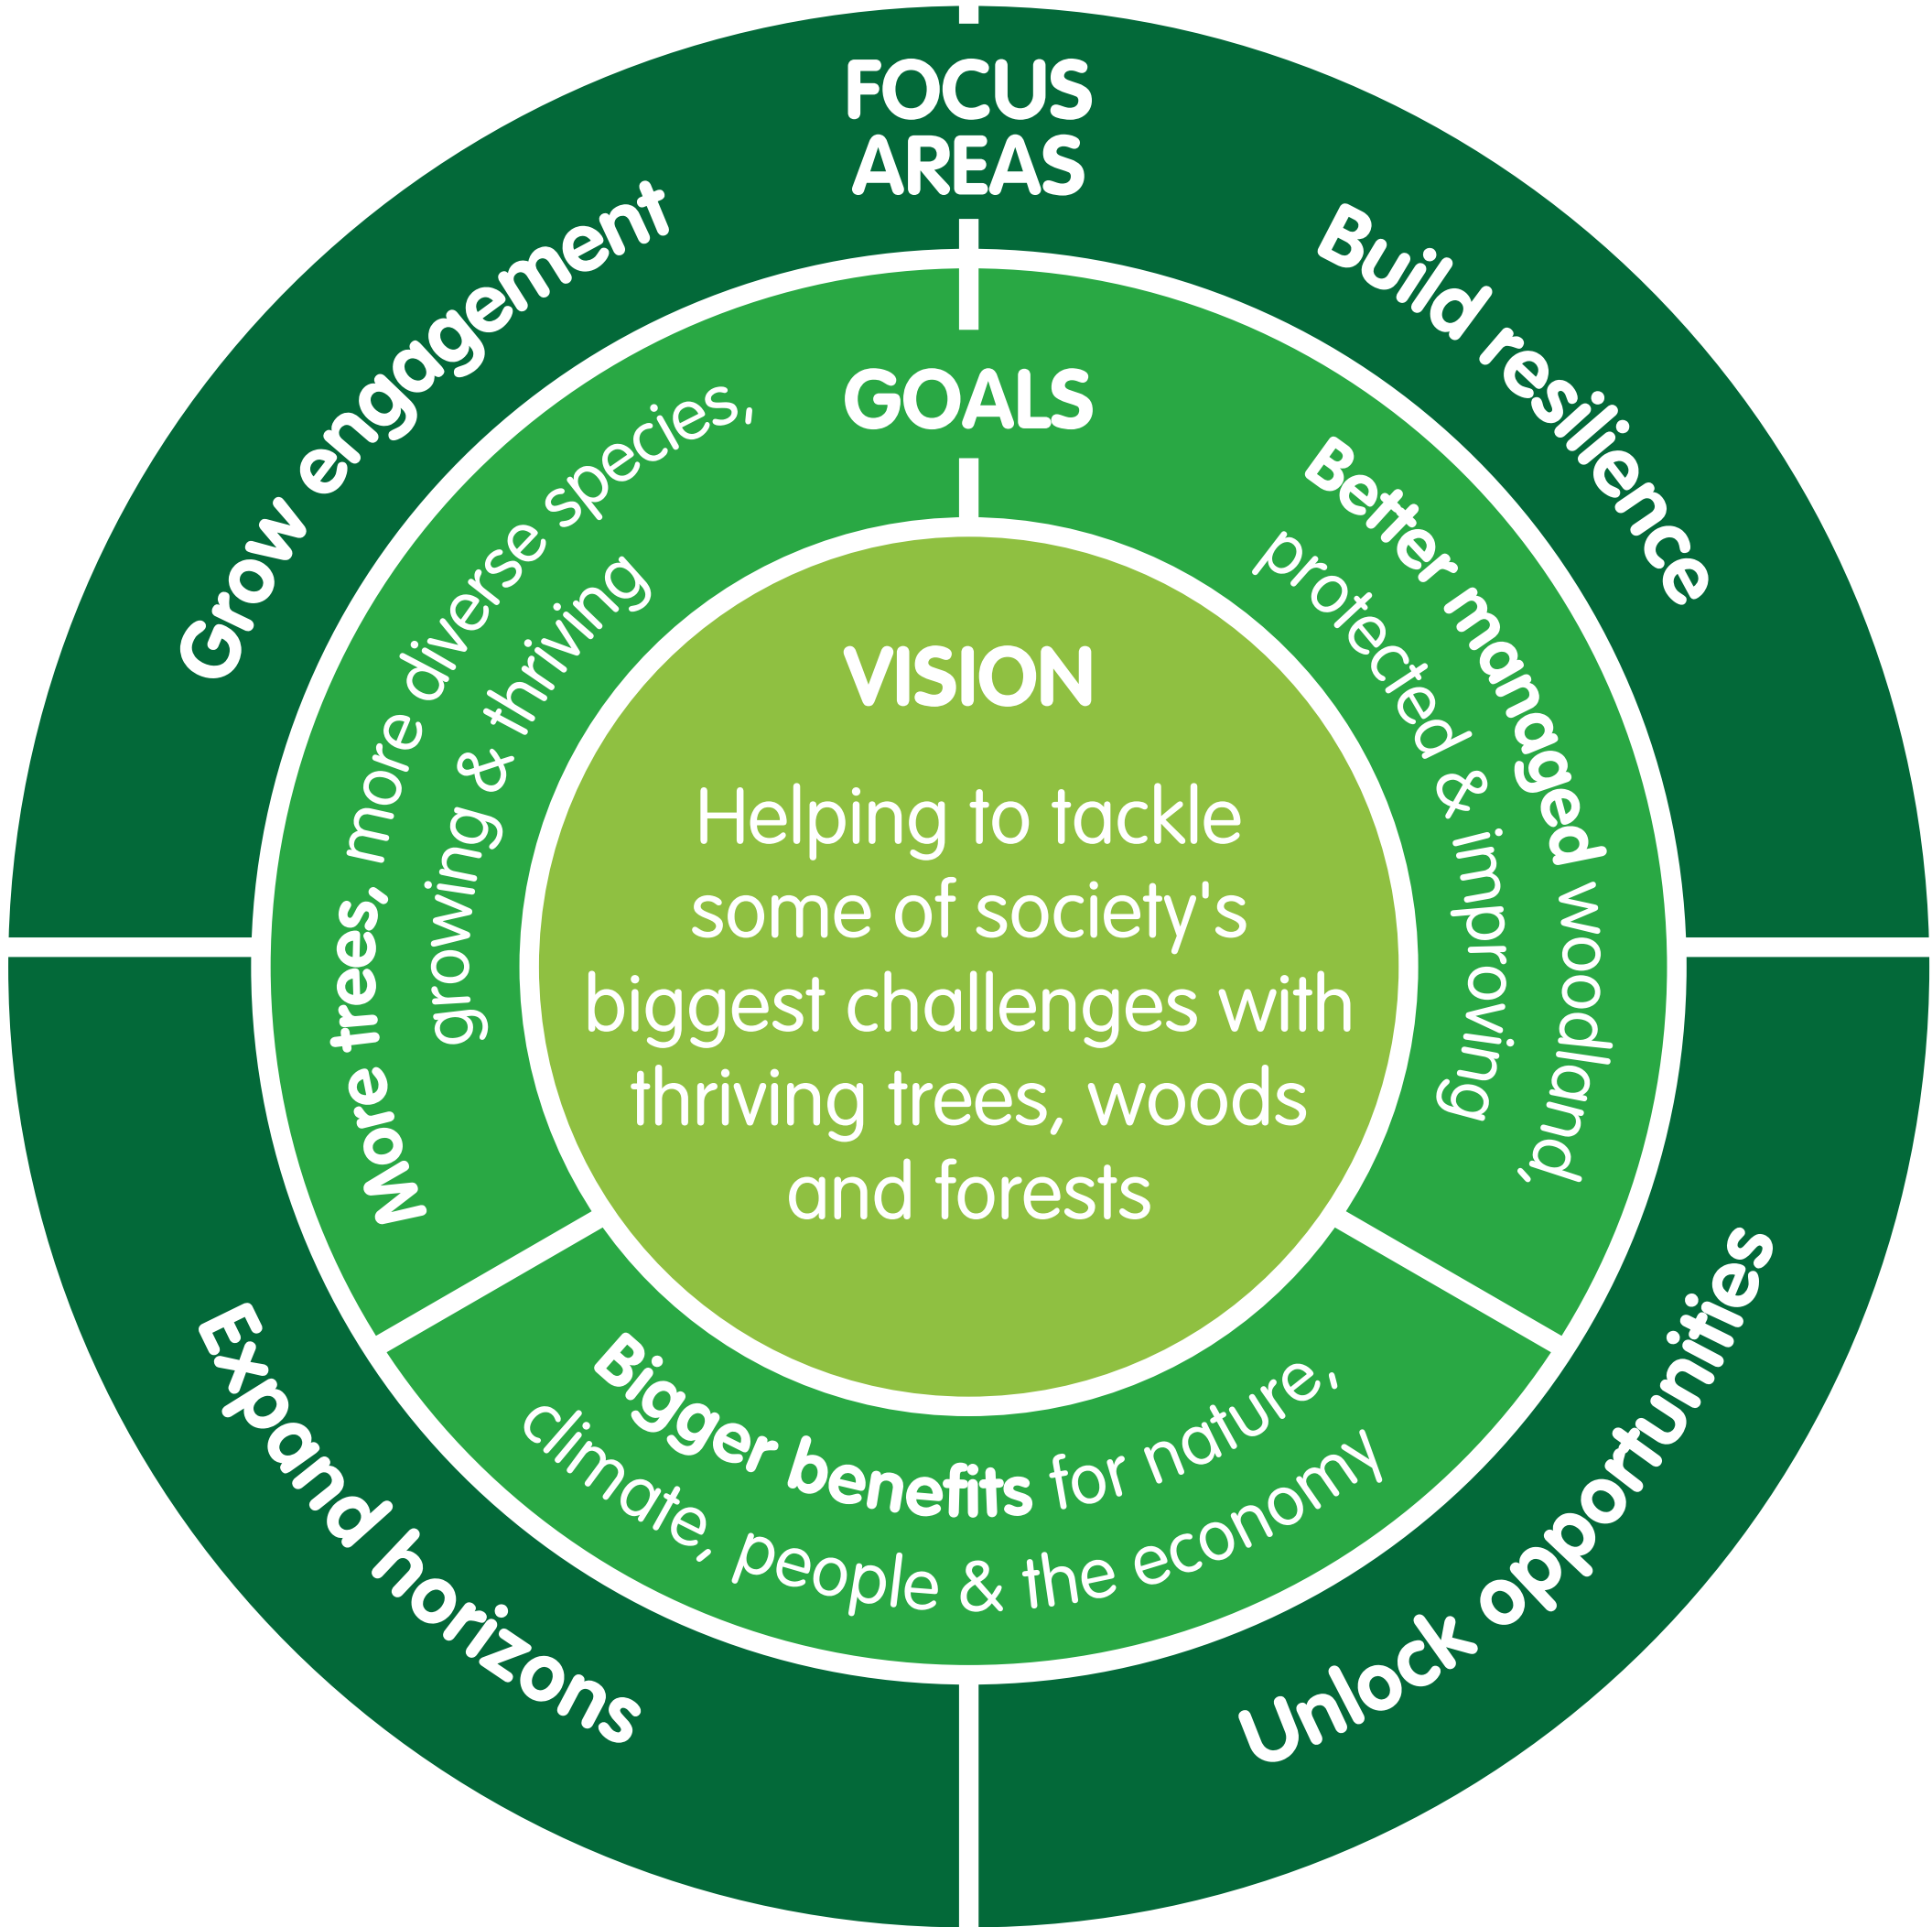 FOCUS
AREAS
Grow engagement
Build resilience
Expand horizons
Unlock opportunities
GOALS
More trees, more diverse species,
growing & thriving
Better managed woodland,
protected & improving
Bigger benefits for nature,
climate, people & the economy
VISION
Helping to tackle
some of society's
biggest challenges with
thriving trees, woods
and forests